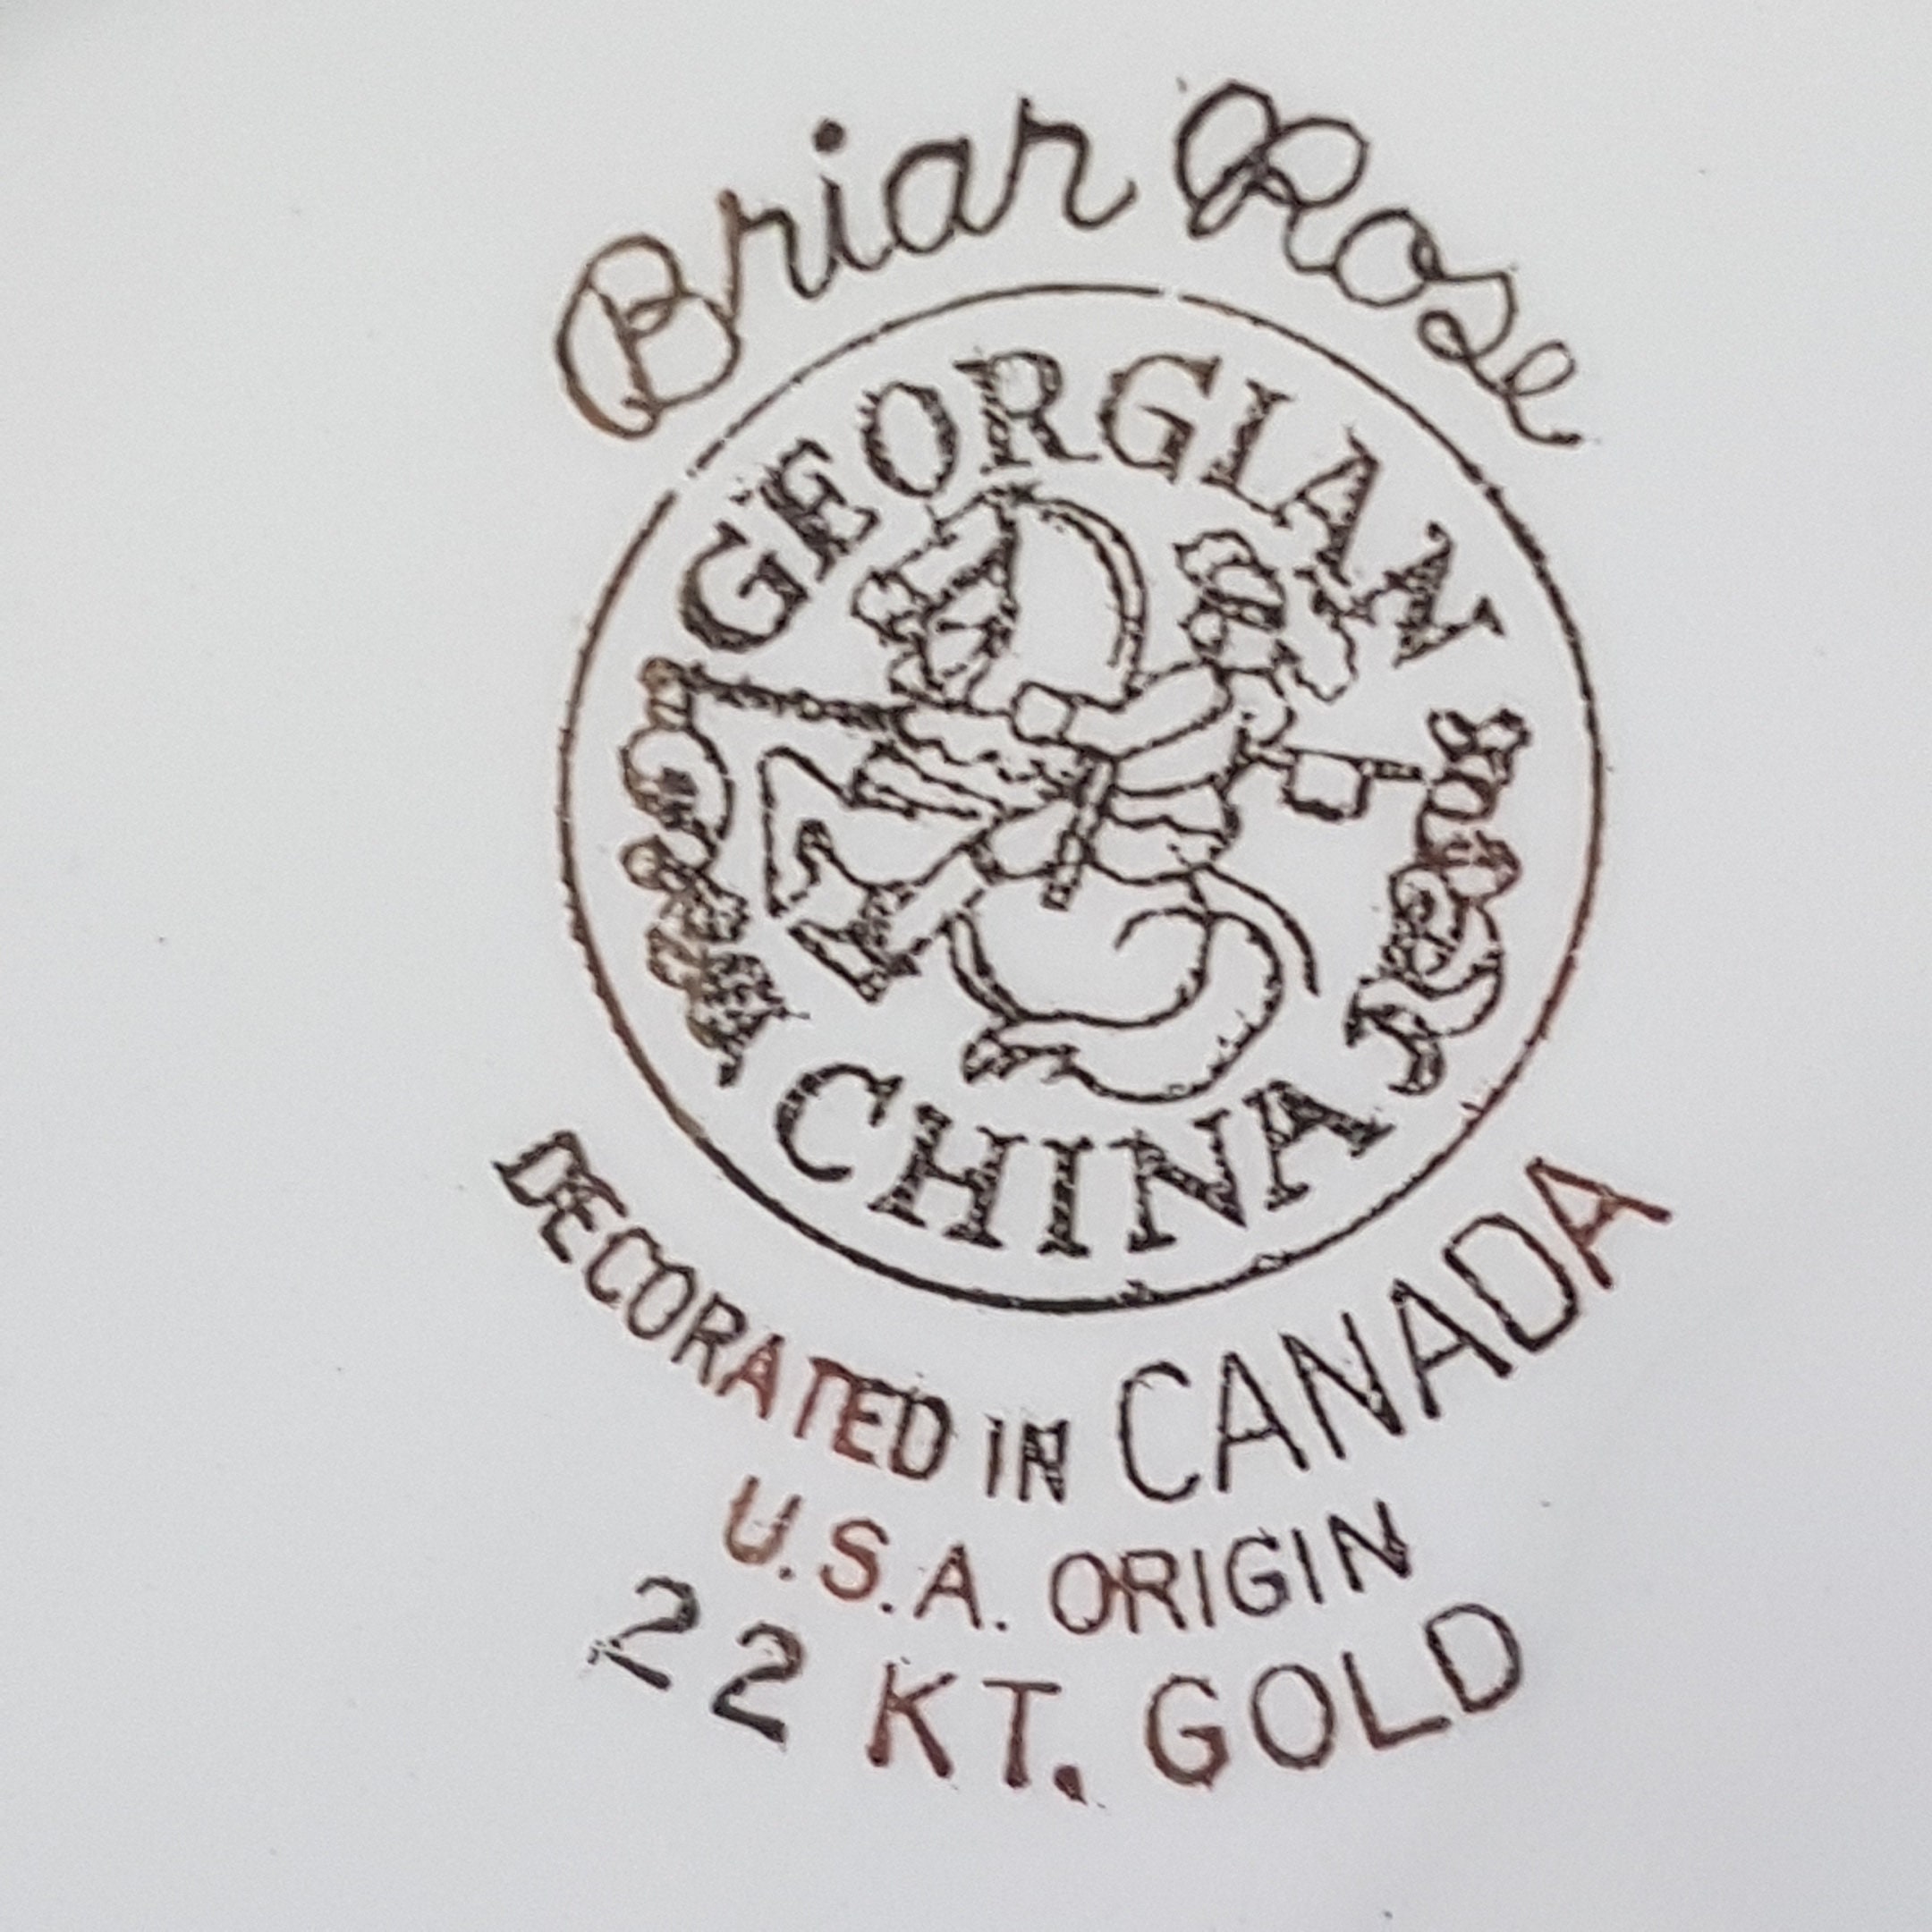 Briar Rose
GEORGIAN
CHINA
DECORATED IN CANADA
U.S.A. ORIGIN
22 KT. GOLD